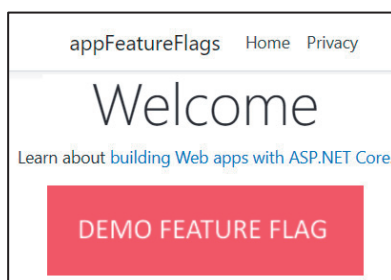 appFeatureFlags Home Privacy
Welcome
Learn about building Web apps with ASP.NET Core
DEMO FEATURE FLAG